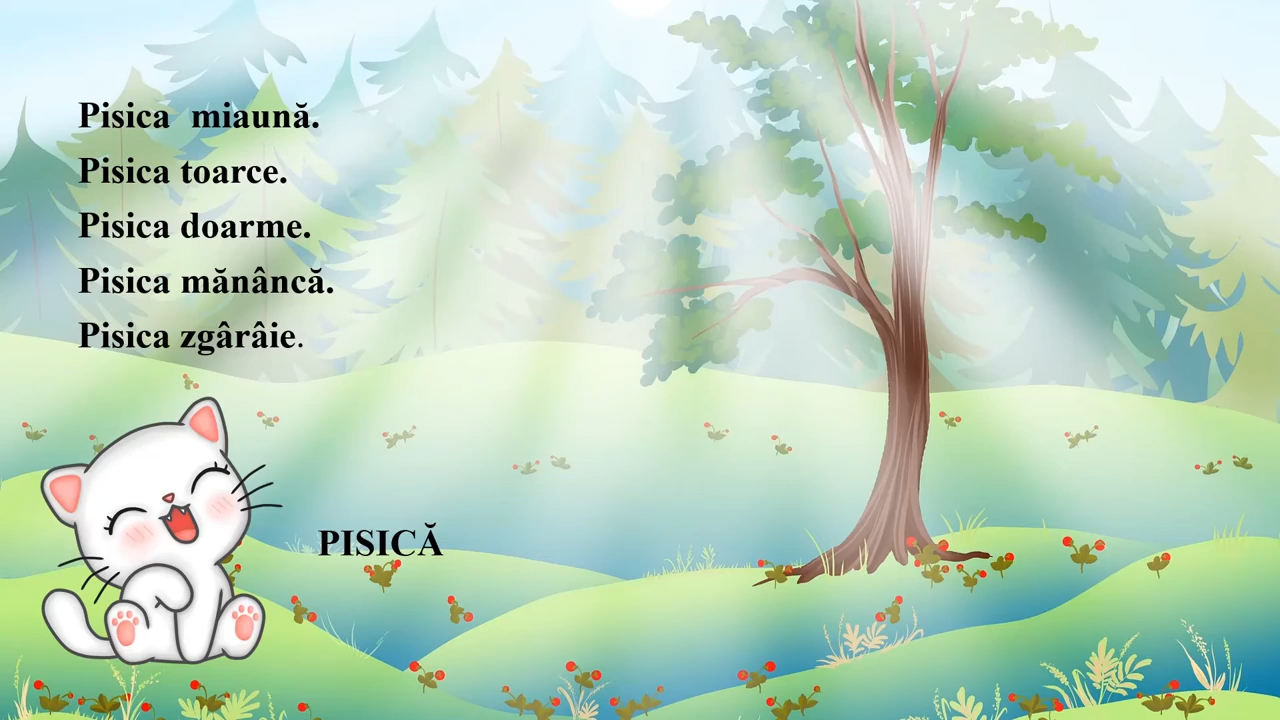 Pisica  miaună.
Pisica toarce.
Pisica doarme.
Pisica mănâncă.
Pisica zgârâie.
PISICĂ